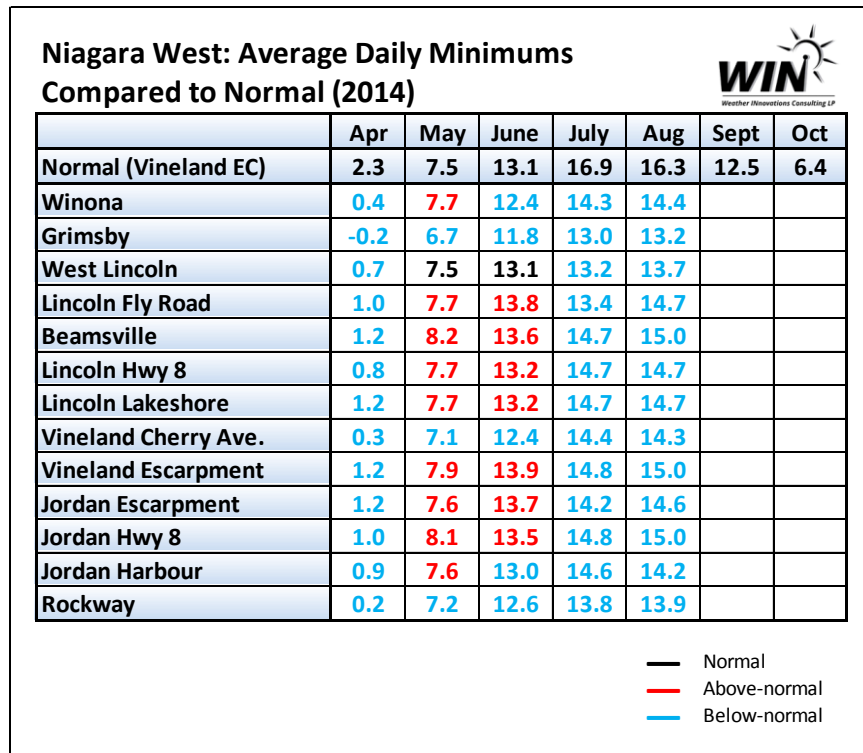 Niagara West: Average Daily Minimums
Compared to Normal (2014)
WIN
Weather INnovations Consulting LP
Apr May June July Aug Sept Oct
Normal (Vineland EC) 2.3 7.5 13.1 16.9 16.3 12.5 6.4
Winona 0.4 7.7 12.4 14.3 14.4
Grimsby -0.2 6.7 11.8 13.0 13.2
West Lincoln 0.7 7.5 13.1 13.2 13.7
Lincoln Fly Road 1.0 7.7 13.8 13.4 14.7
Beamsville 1.2 8.2 13.6 14.7 15.0
Lincoln Hwy 8 0.8 7.7 13.2 14.7 14.7
Lincoln Lakeshore 1.2 7.7 13.2 14.7 14.7
Vineland Cherry Ave. 0.3 7.1 12.4 14.4 14.3
Vineland Escarpment 1.2 7.9 13.9 14.8 15.0
Jordan Escarpment 1.2 7.6 13.7 14.2 14.6
Jordan Hwy 8 1.0 8.1 13.5 14.8 15.0
Jordan Harbour 0.9 7.6 13.0 14.6 14.2
Rockway 0.2 7.2 12.6 13.8 13.9
Normal
Above-normal
Below-normal